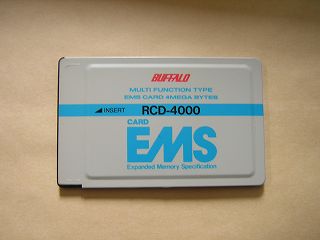 BUFFALO
MULTI FUNCTION TYPE
EMS CARD 4MEGA BYTES
◢ INSERT RCD-4000
CARD
EMS
Expanded Memory Specification